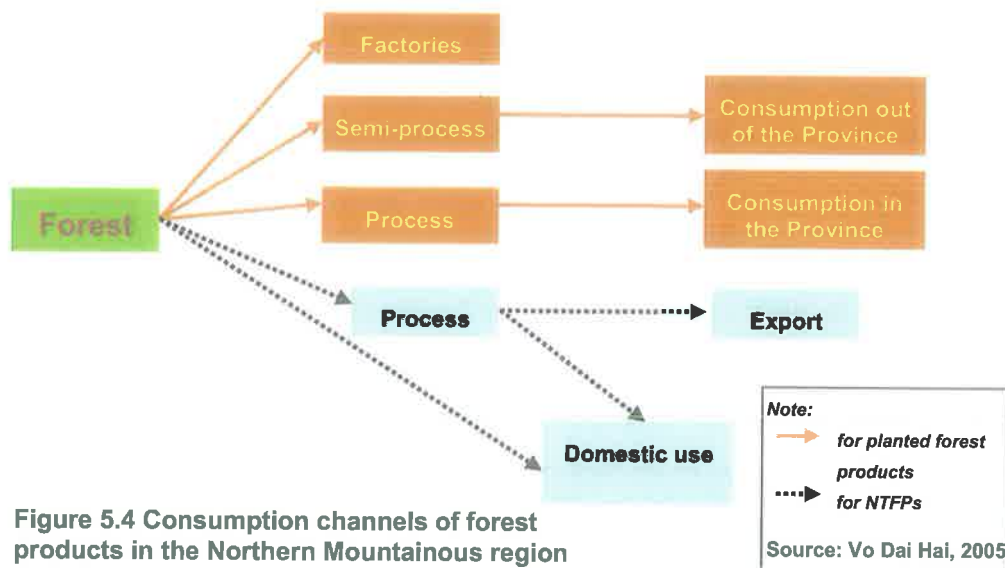 Factories
Semi-process
Consumption out
of the Province
Forest
Process
Consumption in
the Province
Process
Export
Domestic use
Note:
for planted forest
products
for NTFPs
Source: Vo Dai Hai, 2005
Figure 5.4 Consumption channels of forest
products in the Northern Mountainous region